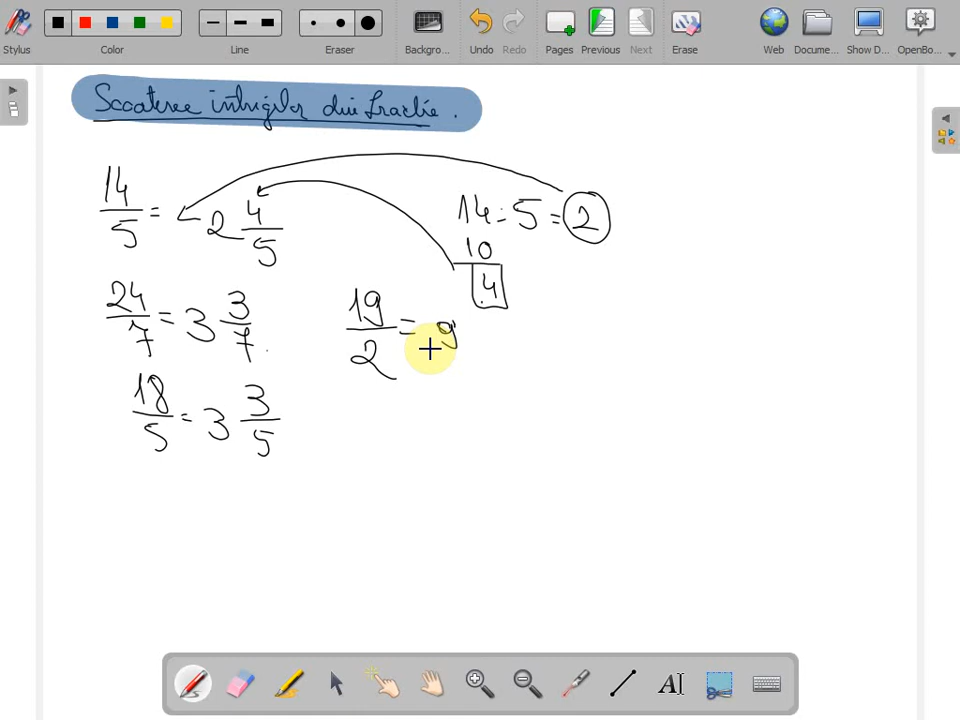 Stylus Color Line Eraser Backgro... Undo Redo Pages Previous Next Erase Web Docume... Show D... OpenBo...
Scoaterea întregilor din fracție.
14/5 = 2 4/5
14 : 5 = 2
10
4
24/7 = 3 3/7
19/2 = 9
18/5 = 3 3/5